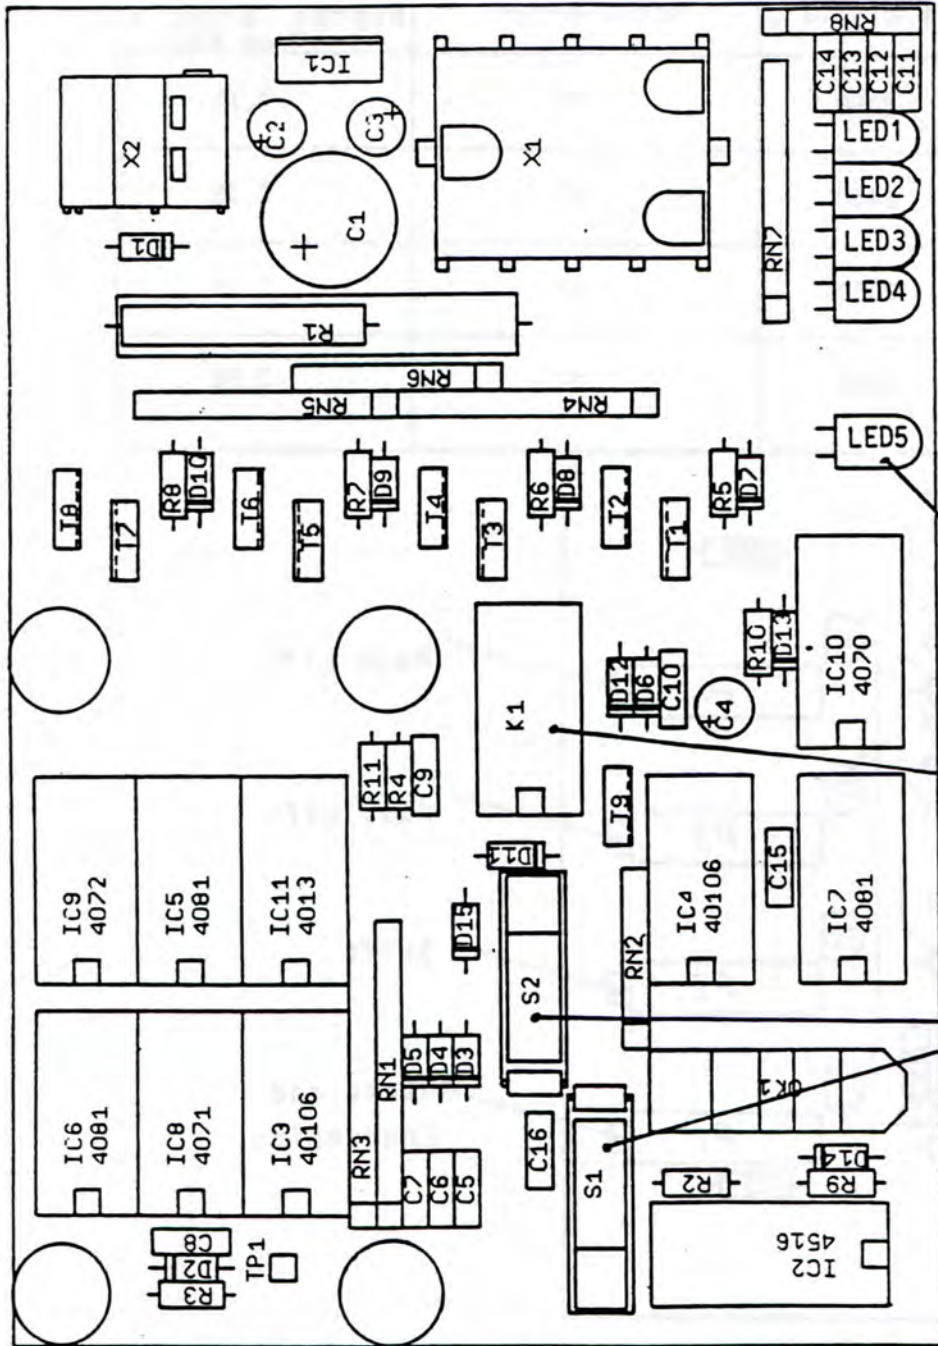 RN8
IC1
C14
C13
C12
C11
C2
C3
X2
X1
LED1
LED2
C1
LED3
D1
RN7
LED4
R1
RN6
RN5
RN4
LED5
R8
D10
R7
D9
R6
D8
R5
D7
T8
T6
T4
T2
T7
T5
T3
T1
R10
D13
IC10
4070
D12
D6
C10
K1
C4
R11
R4
C9
T9
D11
C15
IC9
4072
IC5
4081
IC11
4013
IC4
40106
IC7
4081
D15
RN2
S2
D5
D4
D3
RN1
OK1
IC6
4081
IC8
4071
IC3
40106
RN3
C16
C7
C6
C5
S1
D14
R2
R9
C8
D2
R3
TP1
IC2
4516